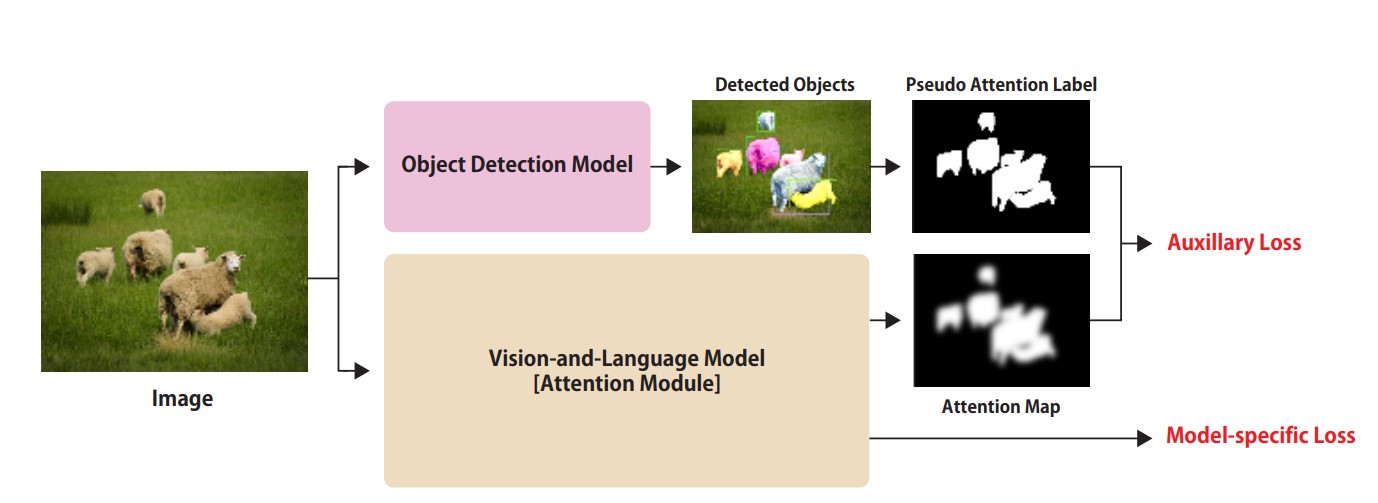 Detected Objects
Pseudo Attention Label
Object Detection Model
Auxillary Loss
Vision-and-Language Model
[Attention Module]
Image
Attention Map
Model-specific Loss